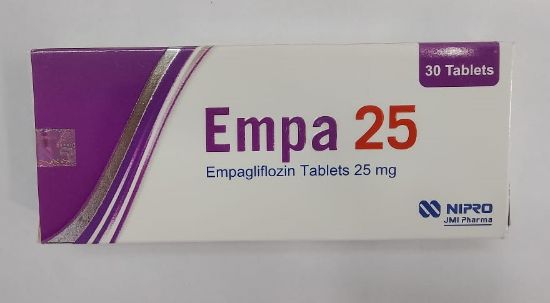 30 Tablets
Empa 25
Empagliflozin Tablets 25 mg
NIPRO
JMI Pharma